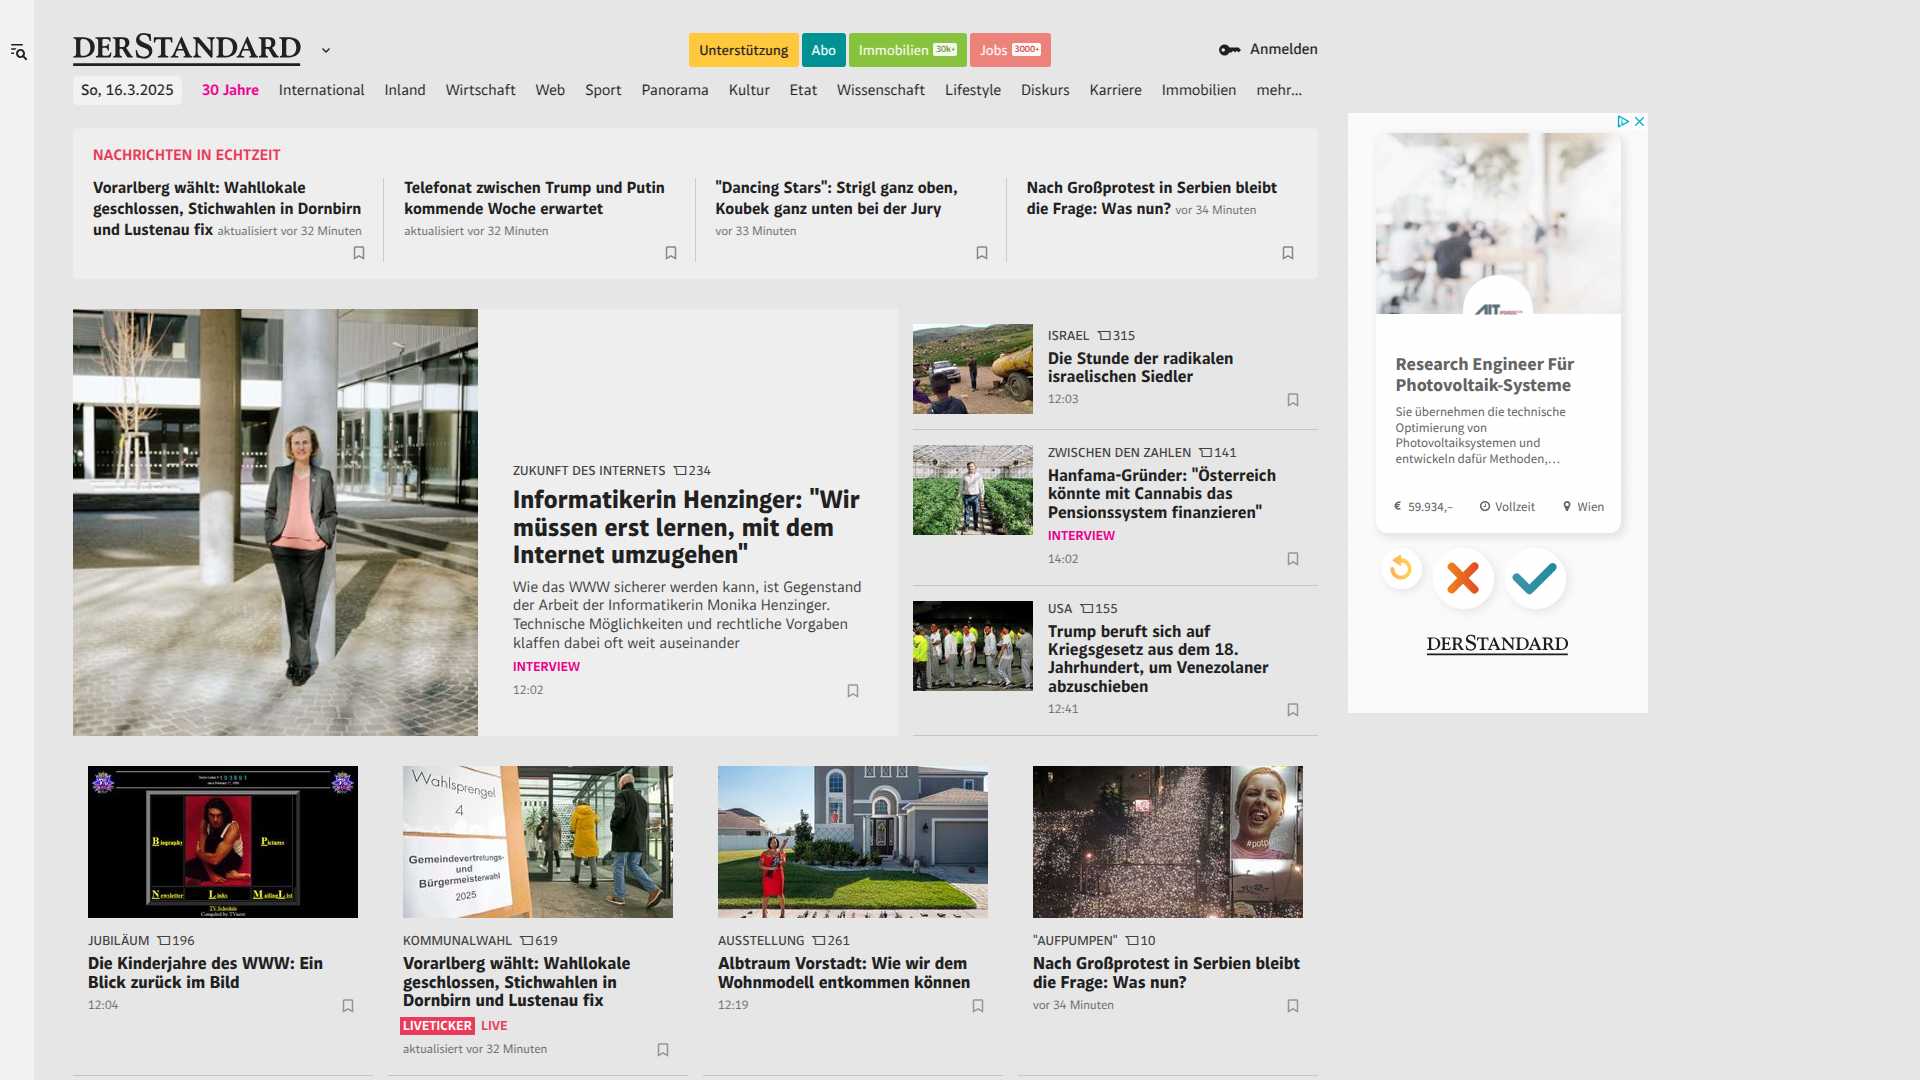 DERSTANDARD
Unterstützung
Abo
Immobilien 30k+
Jobs 3000+
Anmelden
So, 16.3.2025
30 Jahre
International
Inland
Wirtschaft
Web
Sport
Panorama
Kultur
Etat
Wissenschaft
Lifestyle
Diskurs
Karriere
Immobilien
mehr...
NACHRICHTEN IN ECHTZEIT
Vorarlberg wählt: Wahllokale
geschlossen, Stichwahlen in Dornbirn
und Lustenau fix aktualisiert vor 32 Minuten
Telefonat zwischen Trump und Putin
kommende Woche erwartet
aktualisiert vor 32 Minuten
"Dancing Stars": Strigl ganz oben,
Koubek ganz unten bei der Jury
vor 33 Minuten
Nach Großprotest in Serbien bleibt
die Frage: Was nun? vor 34 Minuten
ZUKUNFT DES INTERNETS 234
Informatikerin Henzinger: "Wir
müssen erst lernen, mit dem
Internet umzugehen"
Wie das WWW sicherer werden kann, ist Gegenstand
der Arbeit der Informatikerin Monika Henzinger.
Technische Möglichkeiten und rechtliche Vorgaben
klaffen dabei oft weit auseinander
INTERVIEW
12:02
ISRAEL 315
Die Stunde der radikalen
israelischen Siedler
12:03
ZWISCHEN DEN ZAHLEN 141
Hanfama-Gründer: "Österreich
könnte mit Cannabis das
Pensionssystem finanzieren"
INTERVIEW
14:02
USA 155
Trump beruft sich auf
Kriegsgesetz aus dem 18.
Jahrhundert, um Venezolaner
abzuschieben
12:41
AIT
Research Engineer Für
Photovoltaik-Systeme
Sie übernehmen die technische
Optimierung von
Photovoltaiksystemen und
entwickeln dafür Methoden,...
€ 59.934,-
Vollzeit
Wien
DERSTANDARD
Biography
Pictures
Newsletter
Links
MailingList
TV Schedule
JUBILÄUM 196
Die Kinderjahre des WWW: Ein
Blick zurück im Bild
12:04
Wahlsprengel
4
Gemeindevertretungs-
und
Bürgermeisterwahl
2025
KOMMUNALWAHL 619
Vorarlberg wählt: Wahllokale
geschlossen, Stichwahlen in
Dornbirn und Lustenau fix
LIVETICKER LIVE
aktualisiert vor 32 Minuten
AUSSTELLUNG 261
Albtraum Vorstadt: Wie wir dem
Wohnmodell entkommen können
12:19
"AUFPUMPEN" 10
Nach Großprotest in Serbien bleibt
die Frage: Was nun?
vor 34 Minuten